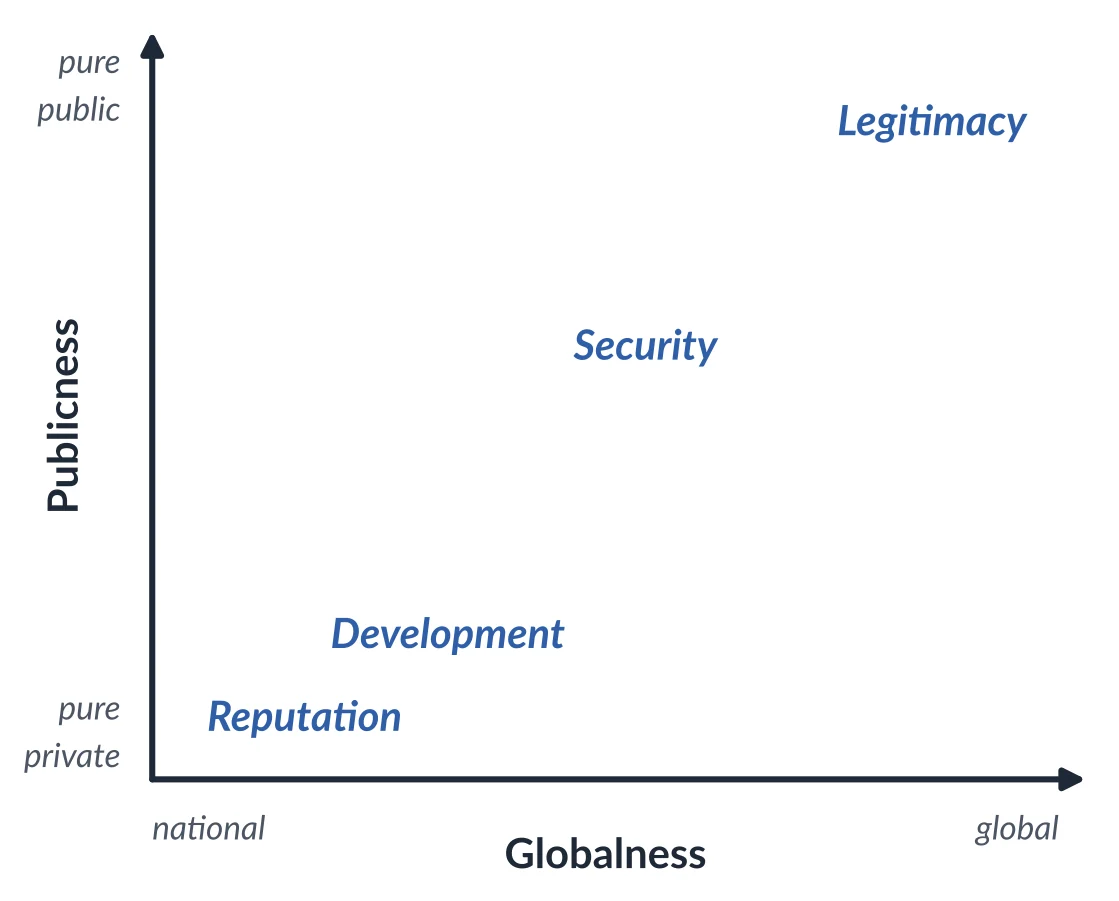 pure
public
Legitimacy
Security
Publicness
Development
pure
private
Reputation
national
global
Globalness